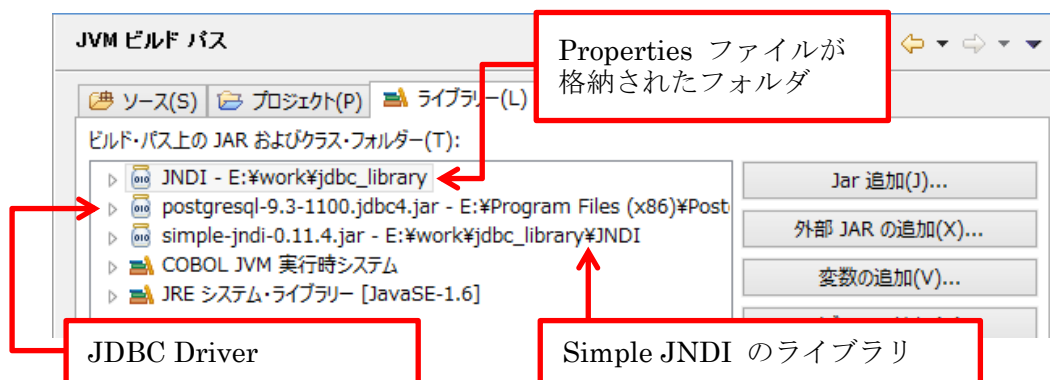 JVM ビルド パス
Properties ファイルが
格納されたフォルダ
ソース(S)
プロジェクト(P)
ライブラリー(L)
ビルド・パス上の JAR およびクラス・フォルダー(T):
JNDI - E:¥work¥jdbc_library
Jar 追加(J)...
postgresql-9.3-1100.jdbc4.jar - E:¥Program Files (x86)¥Post
simple-jndi-0.11.4.jar - E:¥work¥jdbc_library¥JNDI
外部 JAR の追加(X)...
COBOL JVM 実行時システム
変数の追加(V)...
JRE システム・ライブラリー [JavaSE-1.6]
JDBC Driver
Simple JNDI のライブラリ